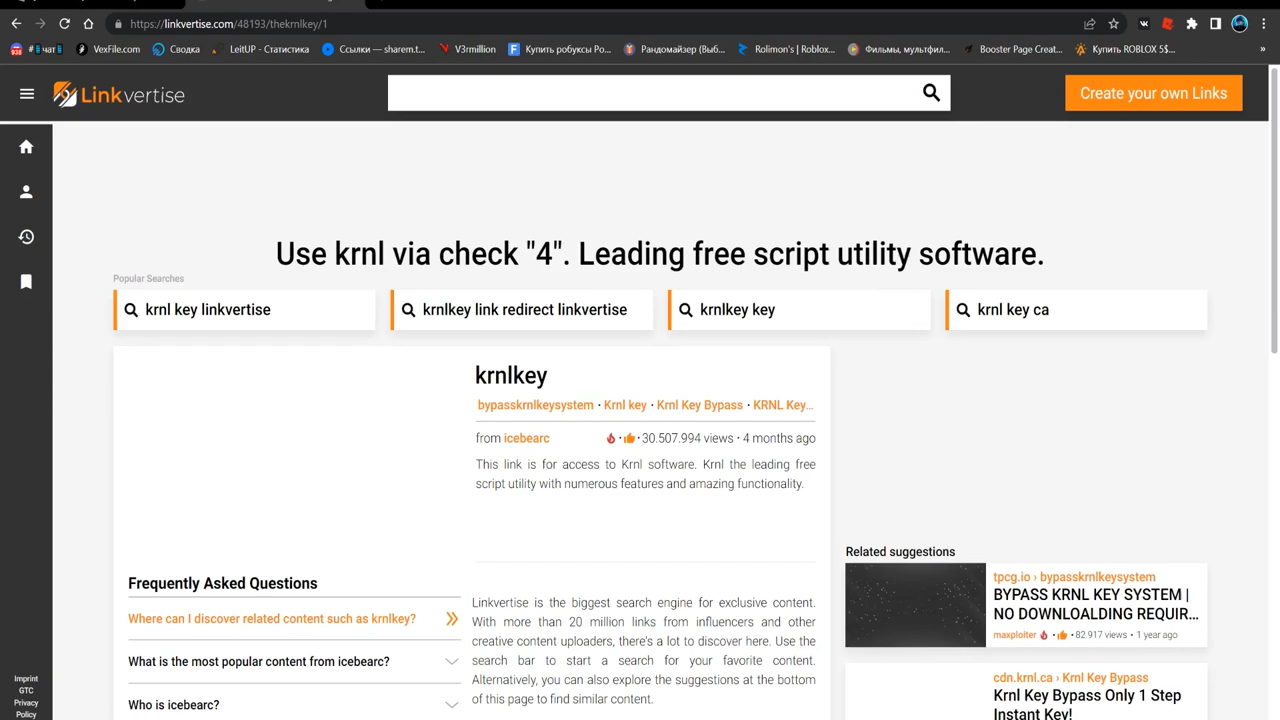 https://linkvertise.com/48193/thekrnlkey/1
#чат
VexFile.com
Сводка
LeitUP - Статистика
Ссылки — sharem.t...
V3rmillion
Купить робуксы Ро...
Рандомайзер (Выб...
Rolimon's | Roblox...
Фильмы, мультфил...
Booster Page Creat...
Купить ROBLOX 5$...
»
Linkvertise
Create your own Links
Use krnl via check "4". Leading free script utility software.
Popular Searches
krnl key linkvertise
krnlkey link redirect linkvertise
krnlkey key
krnl key ca
krnlkey
bypasskrnlkeysystem · Krnl key · Krnl Key Bypass · KRNL Key...
from icebearc
· 30.507.994 views · 4 months ago
This link is for access to Krnl software. Krnl the leading free
script utility with numerous features and amazing functionality.
Frequently Asked Questions
Where can I discover related content such as krnlkey?
What is the most popular content from icebearc?
Who is icebearc?
Linkvertise is the biggest search engine for exclusive content.
With more than 20 million links from influencers and other
creative content uploaders, there's a lot to discover here. Use the
search bar to start a search for your favorite content.
Alternatively, you can also explore the suggestions at the bottom
of this page to find similar content.
Related suggestions
tpcg.io › bypasskrnlkeysystem
BYPASS KRNL KEY SYSTEM |
NO DOWNLOALDING REQUIR...
maxploiter · 82.917 views · 1 year ago
cdn.krnl.ca › Krnl Key Bypass
Krnl Key Bypass Only 1 Step
Instant Key!
Imprint
GTC
Privacy
Policy